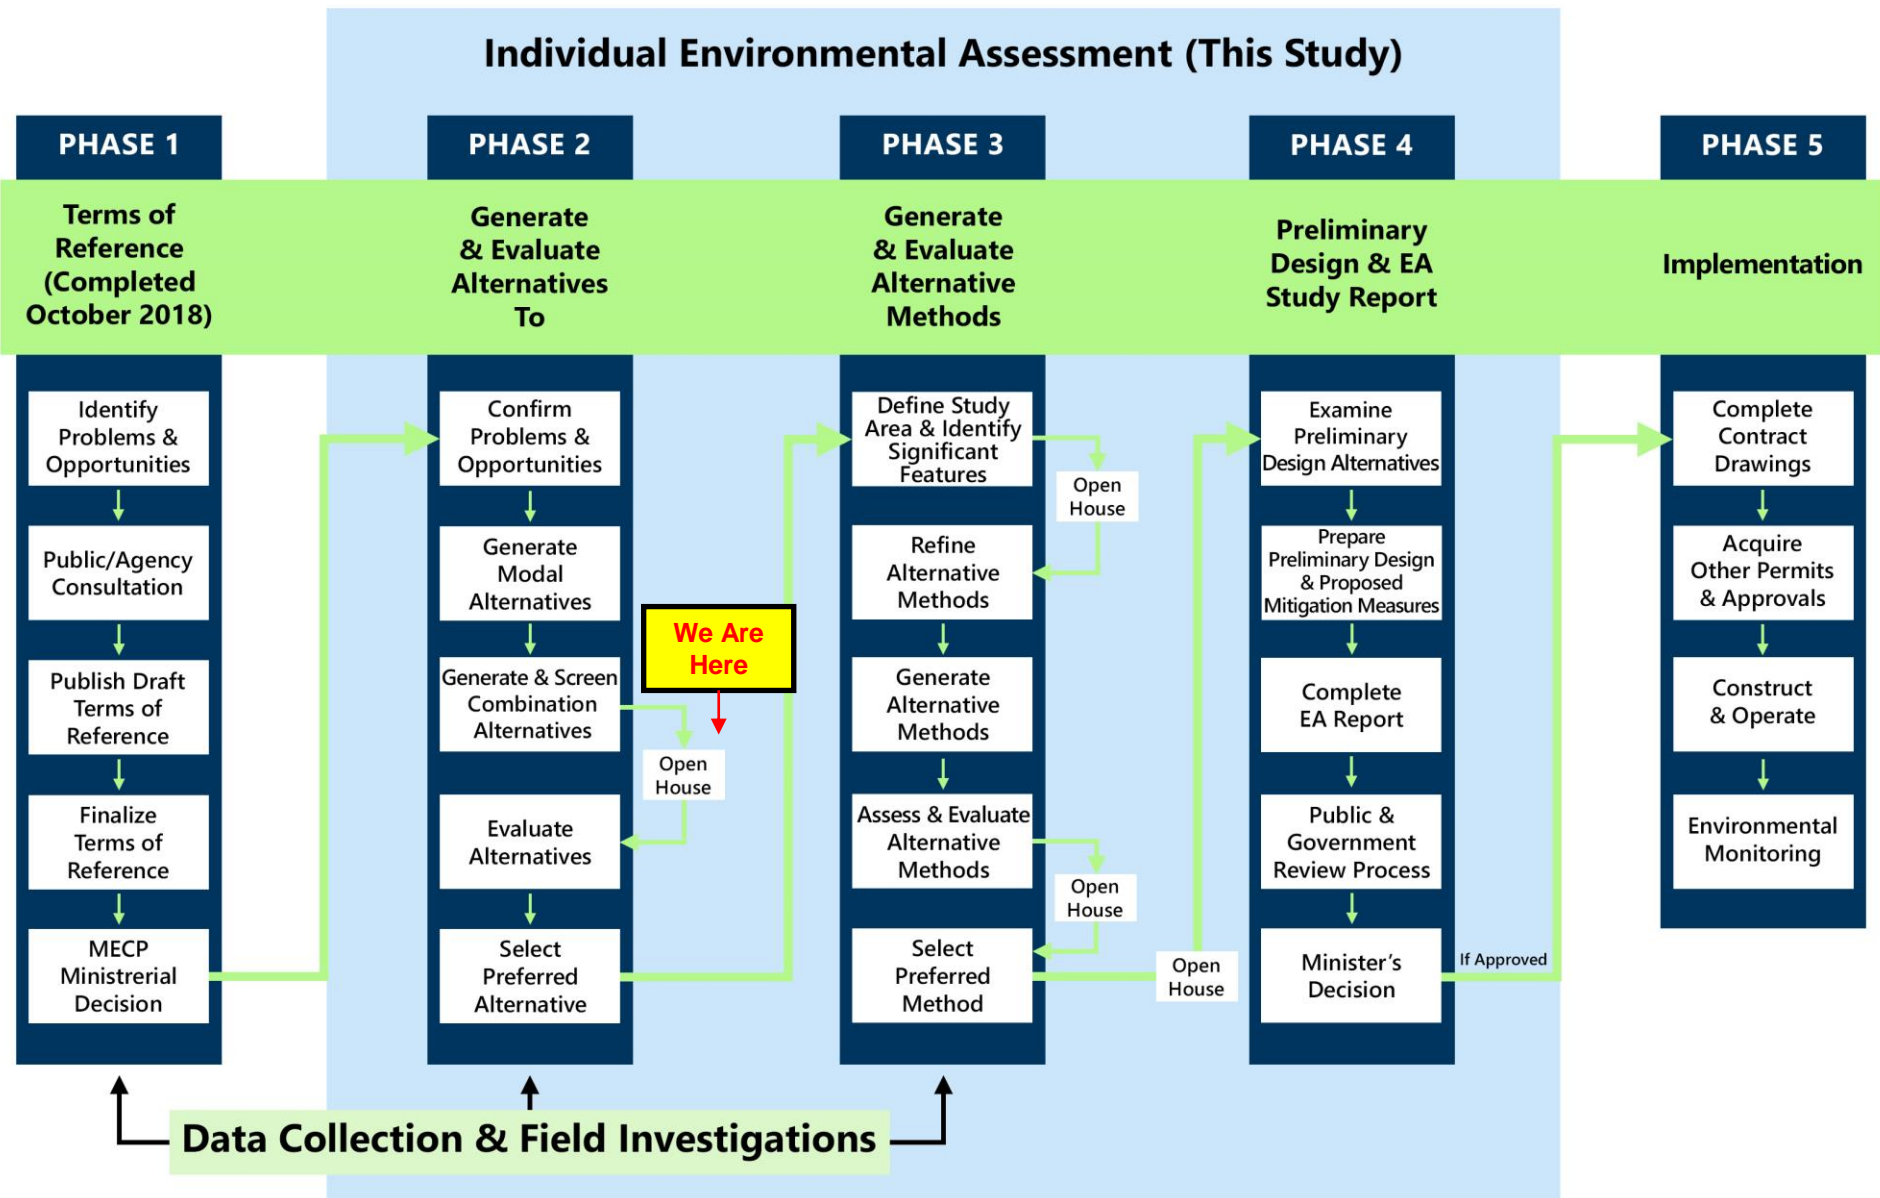 Individual Environmental Assessment (This Study)
PHASE 1
Terms of
Reference
(Completed
October 2018)
Identify
Problems &
Opportunities
Public/Agency
Consultation
Publish Draft
Terms of
Reference
Finalize
Terms of
Reference
MECP
Ministrerial
Decision
PHASE 2
Generate
& Evaluate
Alternatives
To
Confirm
Problems &
Opportunities
Generate
Modal
Alternatives
Generate & Screen
Combination
Alternatives
We Are
Here
Open
House
Evaluate
Alternatives
Select
Preferred
Alternative
PHASE 3
Generate
& Evaluate
Alternative
Methods
Define Study
Area & Identify
Significant
Features
Open
House
Refine
Alternative
Methods
Generate
Alternative
Methods
Assess & Evaluate
Alternative
Methods
Open
House
Select
Preferred
Method
Open
House
PHASE 4
Preliminary
Design & EA
Study Report
Examine
Preliminary
Design Alternatives
Prepare
Preliminary Design
& Proposed
Mitigation Measures
Complete
EA Report
Public &
Government
Review Process
Minister’s
Decision
If Approved
PHASE 5
Implementation
Complete
Contract
Drawings
Acquire
Other Permits
& Approvals
Construct
& Operate
Environmental
Monitoring
Data Collection & Field Investigations